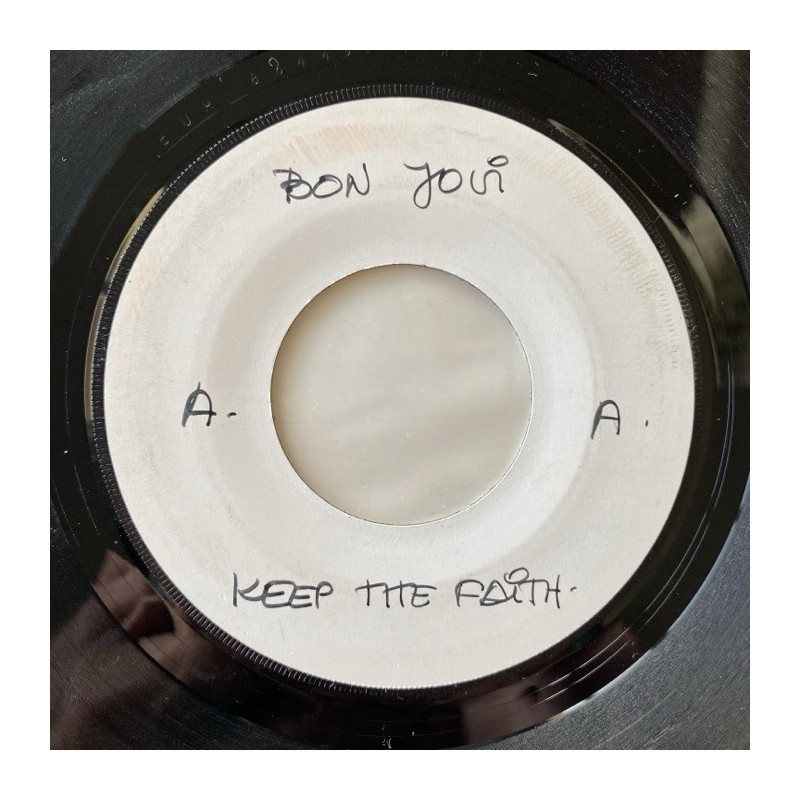 BON JOVI
A. A.
KEEP THE FAITH.